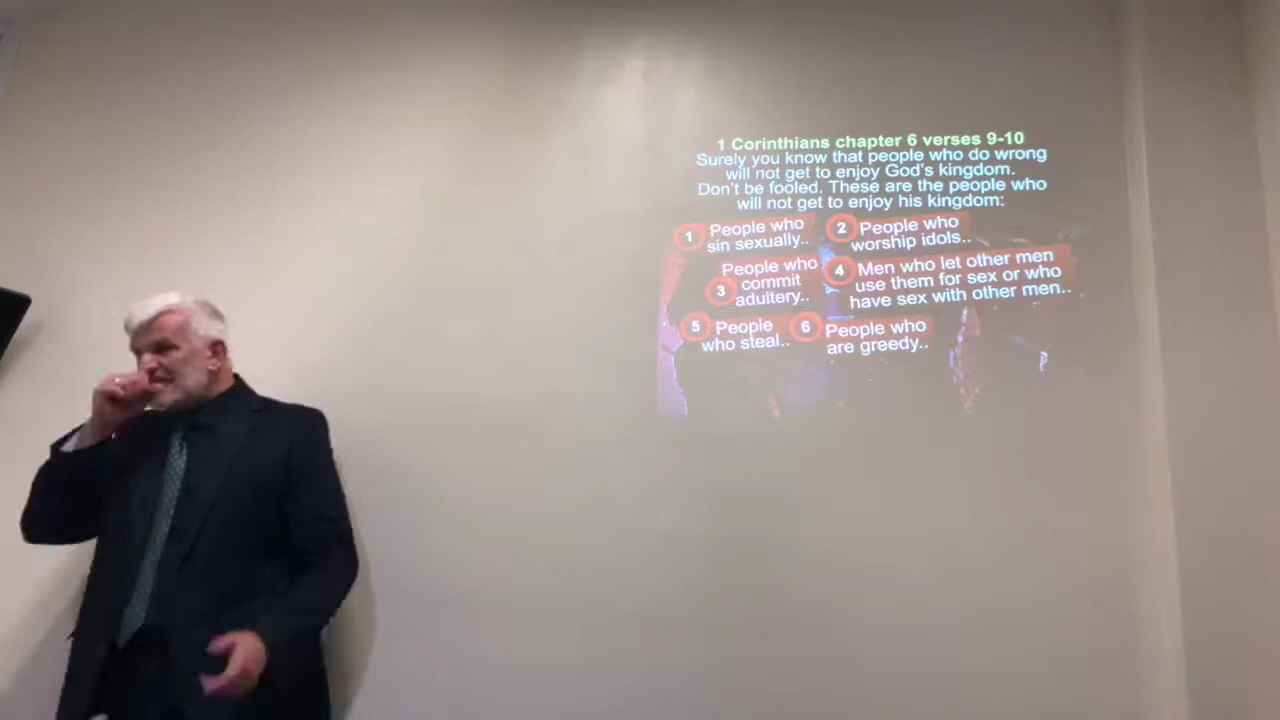 1 Corinthians chapter 6 verses 9-10
Surely you know that people who do wrong
will not get to enjoy God's kingdom.
Don't be fooled. These are the people who
will not get to enjoy his kingdom:
1 People who
sin sexually..
2 People who
worship idols..
3 People who
commit
adultery..
4 Men who let other men
use them for sex or who
have sex with other men..
5 People
who steal..
6 People who
are greedy..